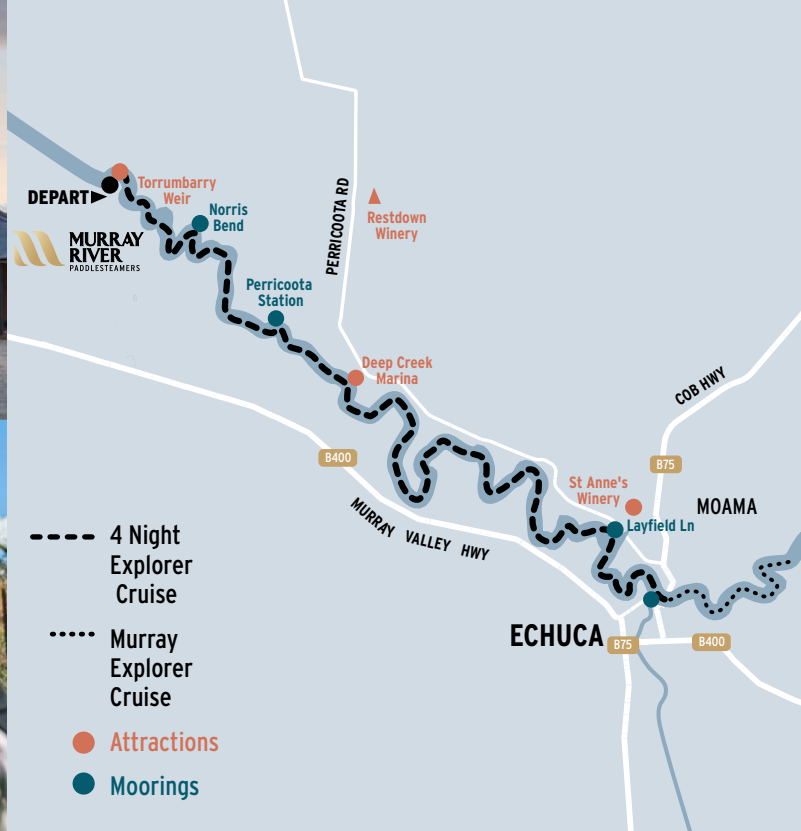 Torrumbarry
Weir
DEPART
Norris
Bend
MURRAY
RIVER
PADDLESTEAMERS
PERRICOOTA RD
Restdown
Winery
Perricoota
Station
Deep Creek
Marina
COB HWY
B400
B75
St Anne's
Winery
MOAMA
Layfield Ln
MURRAY VALLEY HWY
ECHUCA
B75
B400
4 Night
Explorer
Cruise
Murray
Explorer
Cruise
Attractions
Moorings